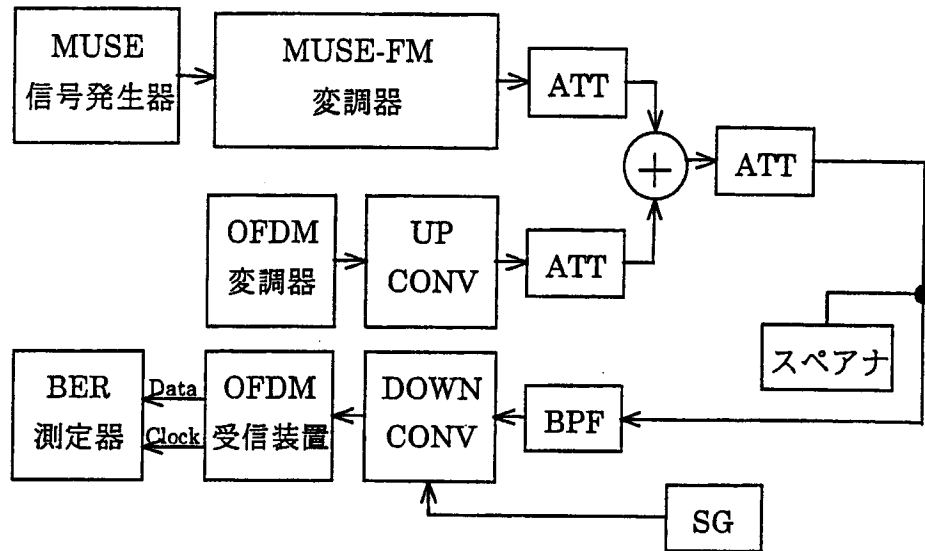 MUSE
信号発生器
MUSE-FM
変調器
ATT
ATT
OFDM
変調器
UP
CONV
ATT
スペアナ
BER
測定器
Data
Clock
OFDM
受信装置
DOWN
CONV
BPF
SG